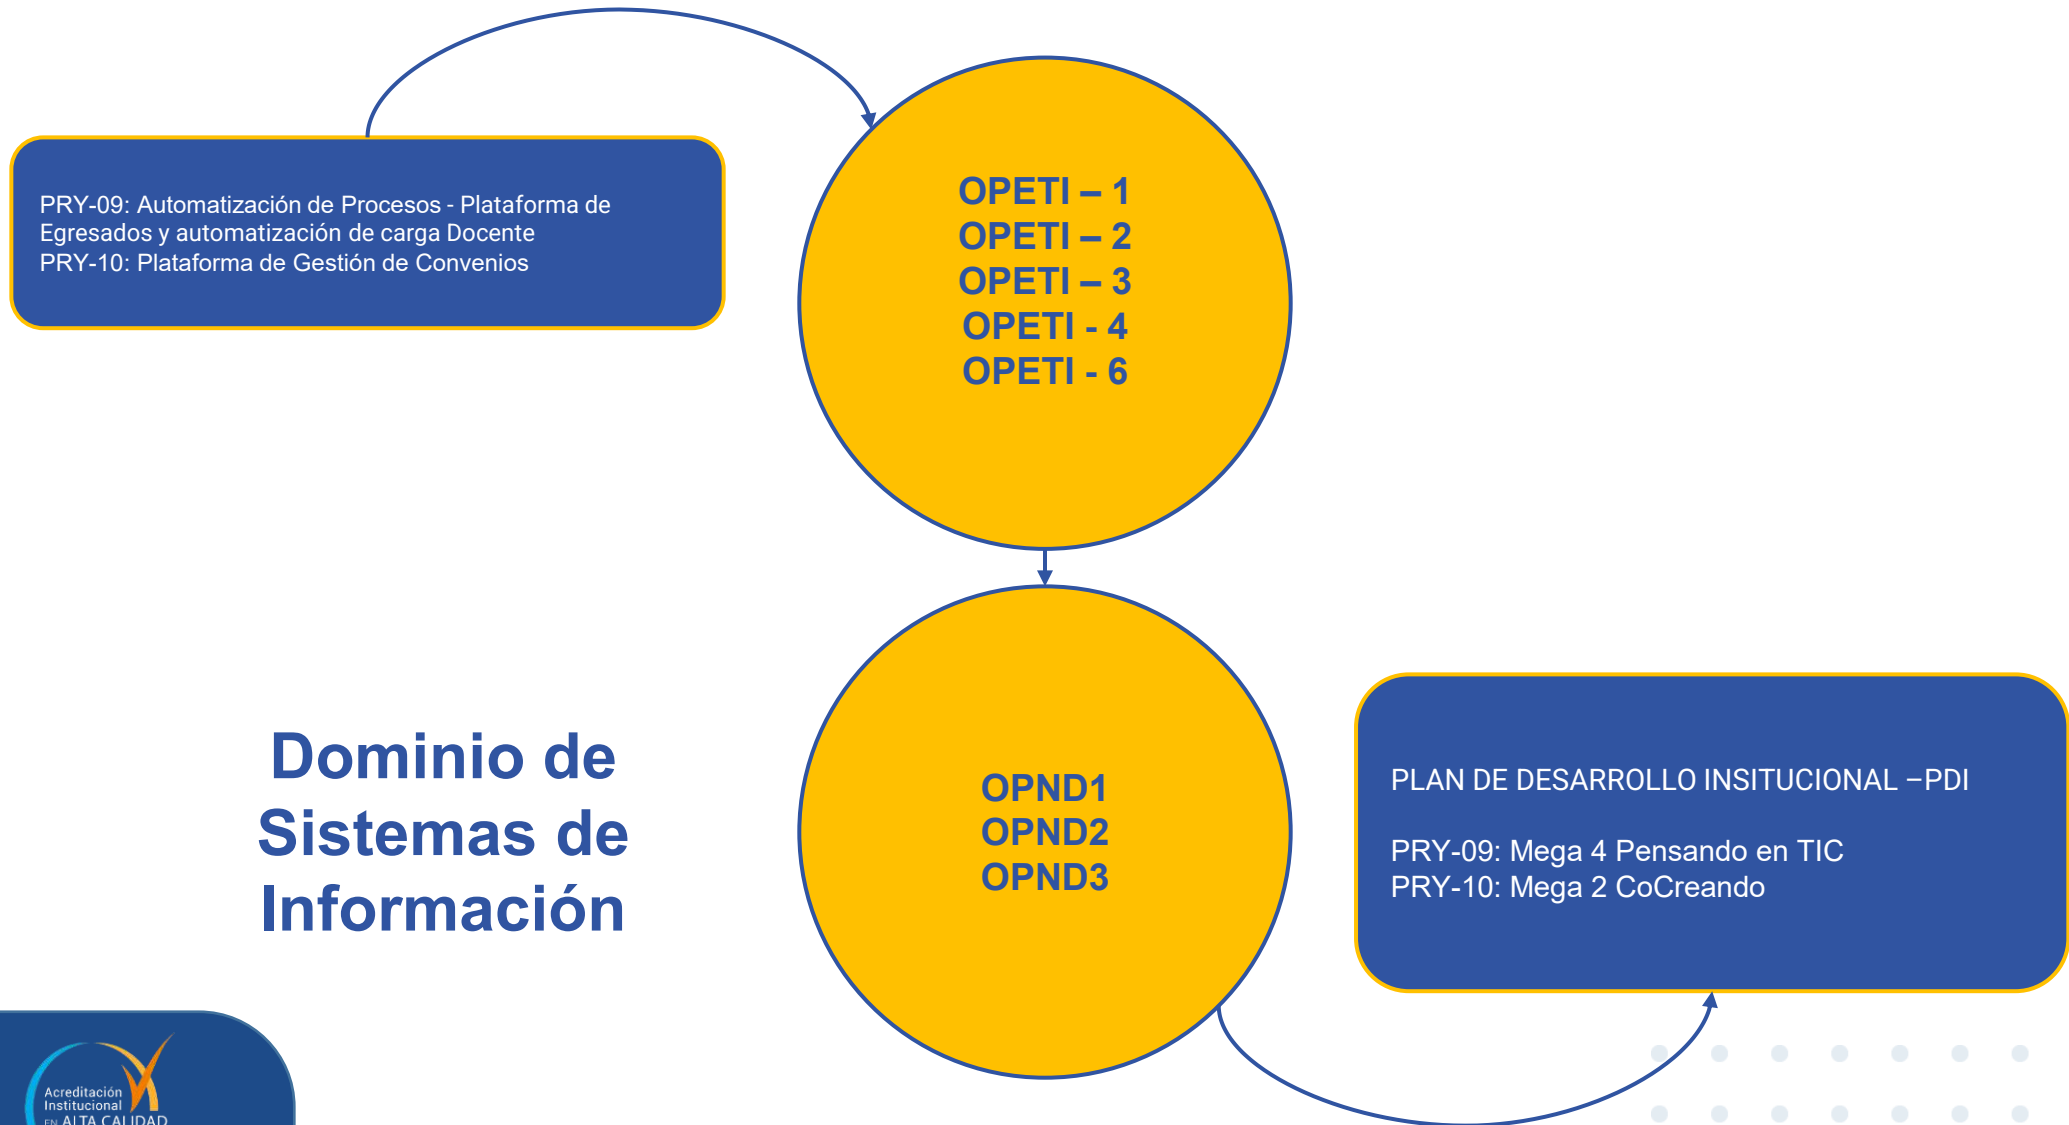 PRY-09: Automatización de Procesos - Plataforma de
Egresados y automatización de carga Docente
PRY-10: Plataforma de Gestión de Convenios
OPETI – 1
OPETI – 2
OPETI – 3
OPETI - 4
OPETI - 6
Dominio de
Sistemas de
Información
OPND1
OPND2
OPND3
PLAN DE DESARROLLO INSITUCIONAL –PDI
PRY-09: Mega 4 Pensando en TIC
PRY-10: Mega 2 CoCreando
Acreditación
Institucional
EN ALTA CALIDAD